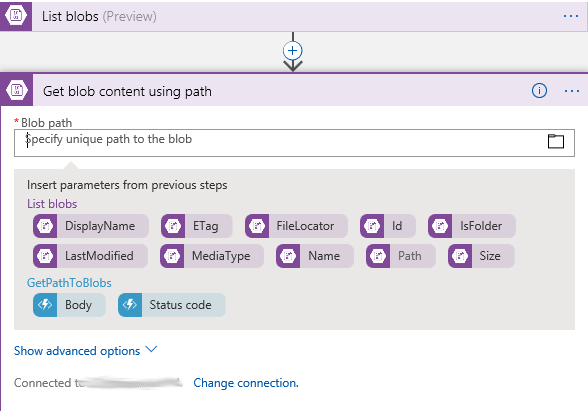 List blobs (Preview)
Get blob content using path
* Blob path
Specify unique path to the blob
Insert parameters from previous steps
List blobs
DisplayName ETag FileLocator Id IsFolder
LastModified MediaType Name Path Size
GetPathToBlobs
Body Status code
Show advanced options
Connected to Change connection.